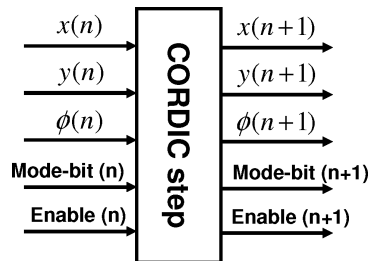 x(n)
x(n+1)
y(n)
y(n+1)
ϕ(n)
ϕ(n+1)
CORDIC step
Mode-bit (n)
Mode-bit (n+1)
Enable (n)
Enable (n+1)